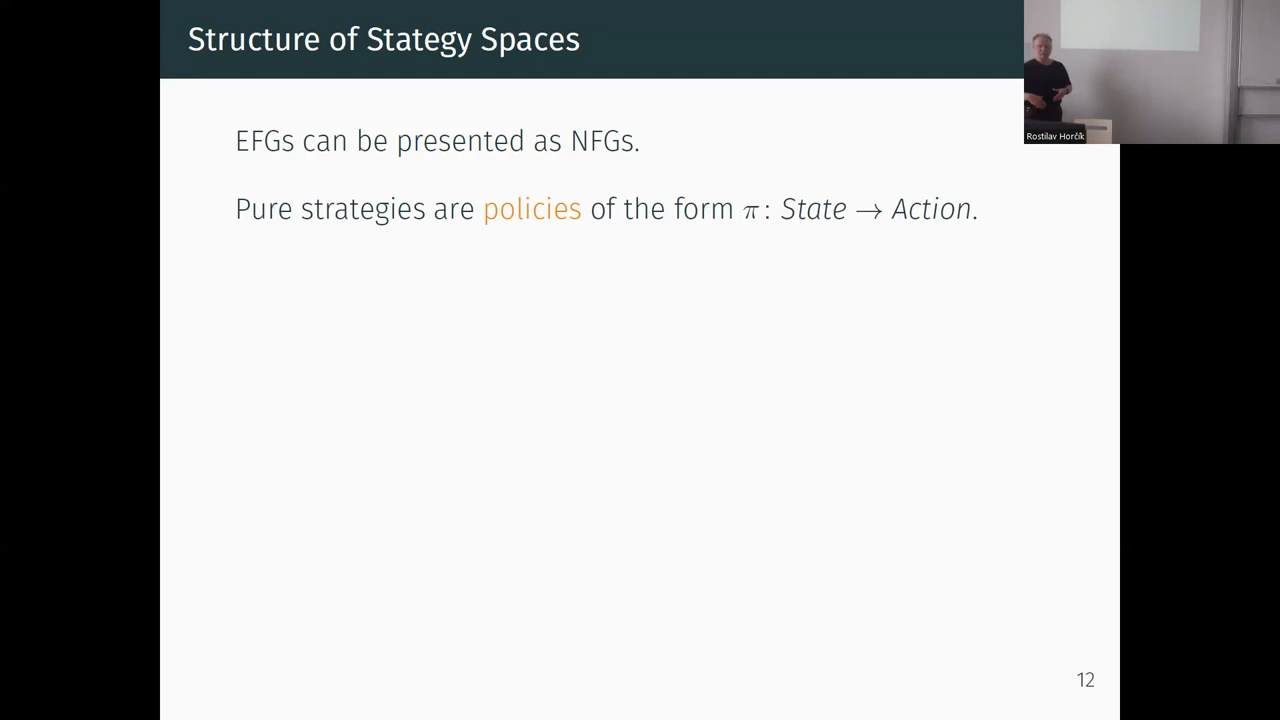 Structure of Stategy Spaces
Rostilav Horčík
EFGs can be presented as NFGs.
Pure strategies are policies of the form π: State → Action.
12